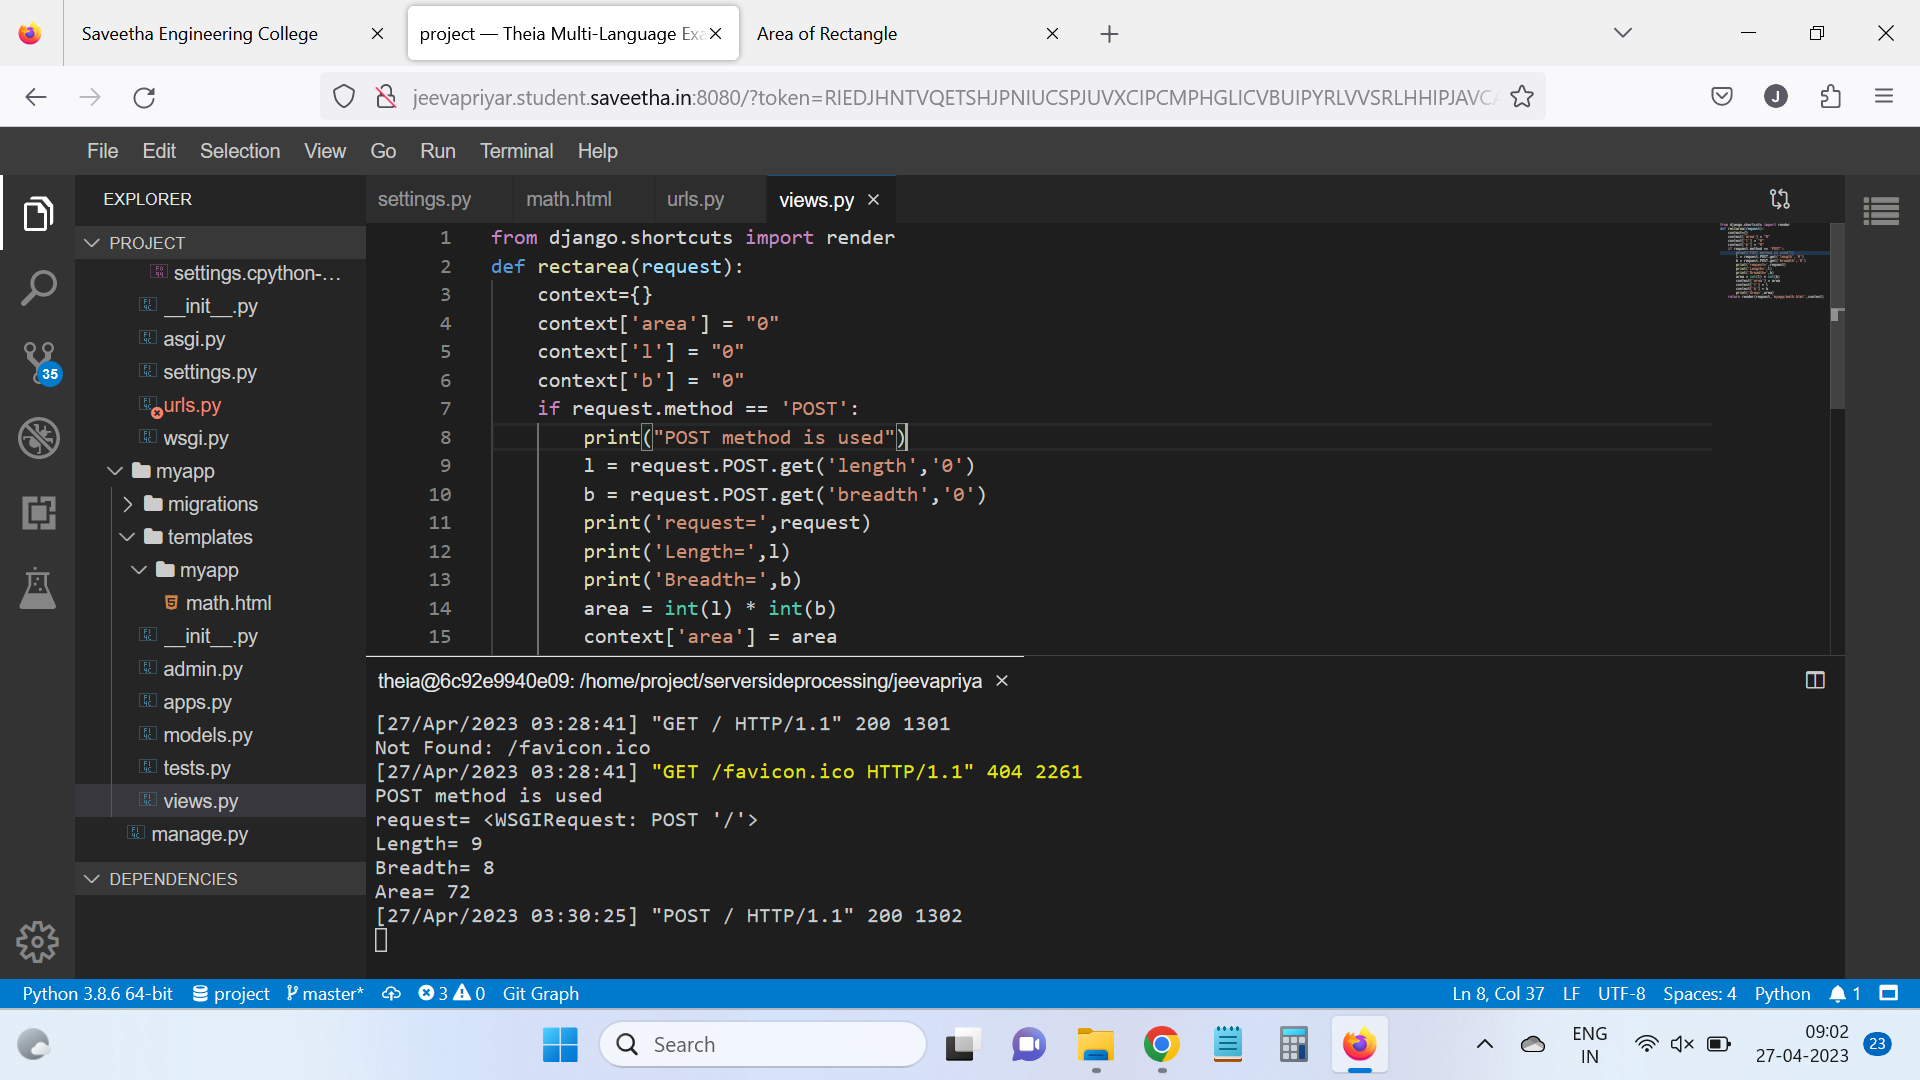 Saveetha Engineering College
project — Theia Multi-Language Exa
Area of Rectangle
jeevapriyar.student.saveetha.in:8080/?token=RIEDJHNTVQETSHJPNIUCSPJUVXCIPCMPHGLICVBUIPYRLVVSRLHHIPJAVCA
J
File Edit Selection View Go Run Terminal Help
EXPLORER
PROJECT
settings.cpython-...
__init__.py
asgi.py
settings.py
35
urls.py
wsgi.py
myapp
migrations
templates
myapp
math.html
__init__.py
admin.py
apps.py
models.py
tests.py
views.py
manage.py
DEPENDENCIES
settings.py math.html urls.py views.py
1 from django.shortcuts import render
2 def rectarea(request):
3 context={}
4 context['area'] = "0"
5 context['l'] = "0"
6 context['b'] = "0"
7 if request.method == 'POST':
8 print("POST method is used")
9 l = request.POST.get('length','0')
10 b = request.POST.get('breadth','0')
11 print('request=',request)
12 print('Length=',l)
13 print('Breadth=',b)
14 area = int(l) * int(b)
15 context['area'] = area
theia@6c92e9940e09: /home/project/serversideprocessing/jeevapriya
[27/Apr/2023 03:28:41] "GET / HTTP/1.1" 200 1301
Not Found: /favicon.ico
[27/Apr/2023 03:28:41] "GET /favicon.ico HTTP/1.1" 404 2261
POST method is used
request= <WSGIRequest: POST '/'>
Length= 9
Breadth= 8
Area= 72
[27/Apr/2023 03:30:25] "POST / HTTP/1.1" 200 1302
Python 3.8.6 64-bit project master* 3 0 Git Graph Ln 8, Col 37 LF UTF-8 Spaces: 4 Python 1
Search
ENG
IN
09:02
27-04-2023
23